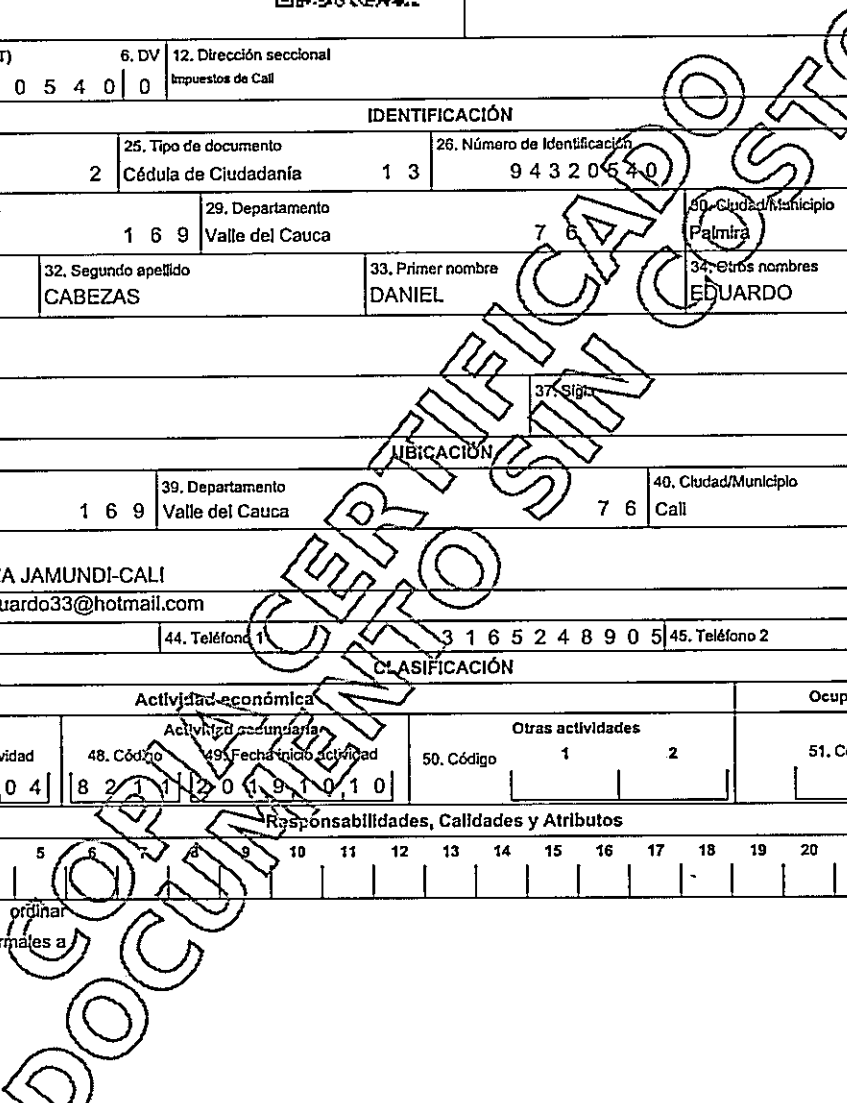 T) 6. DV 12. Dirección seccional
0 5 4 0 0 Impuestos de Cali
IDENTIFICACIÓN
25. Tipo de documento 26. Número de Identificación
2 Cédula de Ciudadanía 1 3 9 4 3 2 0 5 4 0
29. Departamento 30. Ciudad/Municipio
1 6 9 Valle del Cauca 7 6 Palmira
32. Segundo apellido 33. Primer nombre 34. Otros nombres
CABEZAS DANIEL EDUARDO
37. Sigla
UBICACIÓN
39. Departamento 40. Ciudad/Municipio
1 6 9 Valle del Cauca 7 6 Cali
A JAMUNDI-CALI
uardo33@hotmail.com
44. Teléfono 1 3 1 6 5 2 4 8 9 0 5 45. Teléfono 2
CLASIFICACIÓN
Actividad económica Ocup
Actividad secundaria Otras actividades
vidad 48. Código 49. Fecha inicio actividad 50. Código 1 2 51. Có
0 4 8 2 1 1 2 0 1 9 1 0 1 0
Responsabilidades, Calidades y Atributos
5 6 7 8 9 10 11 12 13 14 15 16 17 18 19 20
ordinar
rmales a
COPIA CERTIFICADO
DOCUMENTO SIN COSTO